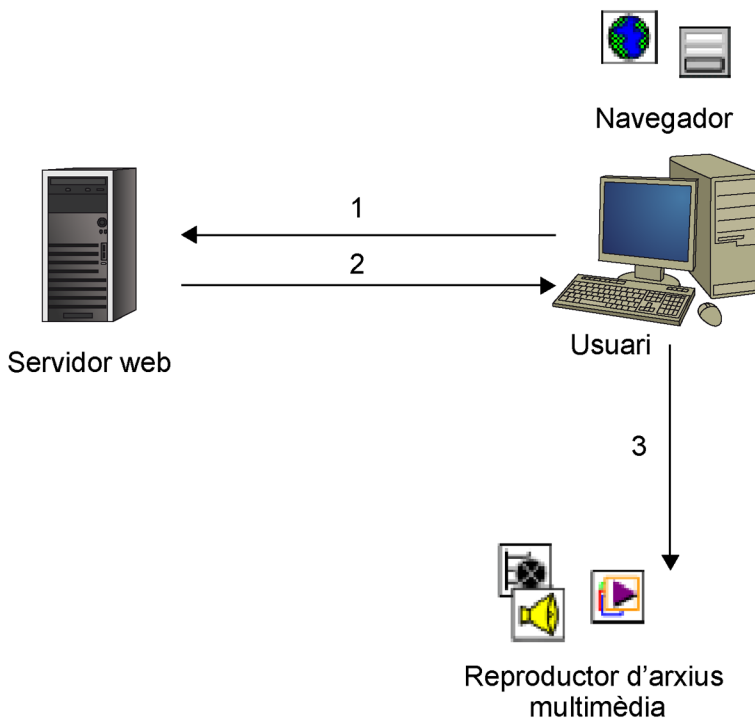 Navegador
1
2
Servidor web
Usuari
3
Reproductor d’arxius
multimèdia